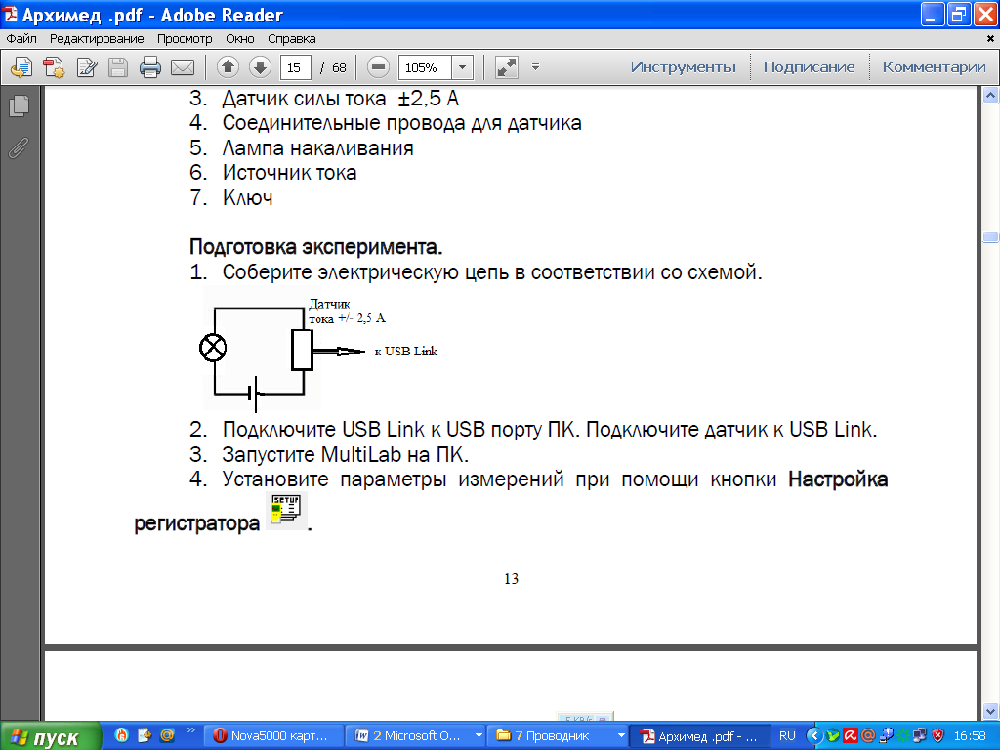 Архимед .pdf - Adobe Reader
Файл Редактирование Просмотр Окно Справка
15 / 68 105% Инструменты Подписание Комментарии
3. Датчик силы тока ±2,5 А
4. Соединительные провода для датчика
5. Лампа накаливания
6. Источник тока
7. Ключ
Подготовка эксперимента.
1. Соберите электрическую цепь в соответствии со схемой.
Датчик
тока +/- 2,5 А
к USB Link
2. Подключите USB Link к USB порту ПК. Подключите датчик к USB Link.
3. Запустите MultiLab на ПК.
4. Установите параметры измерений при помощи кнопки Настройка
SETUP
регистратора .
13
пуск Nova5000 карт... 2 Microsoft O... 7 Проводник Архимед .pdf - ... RU 16:58